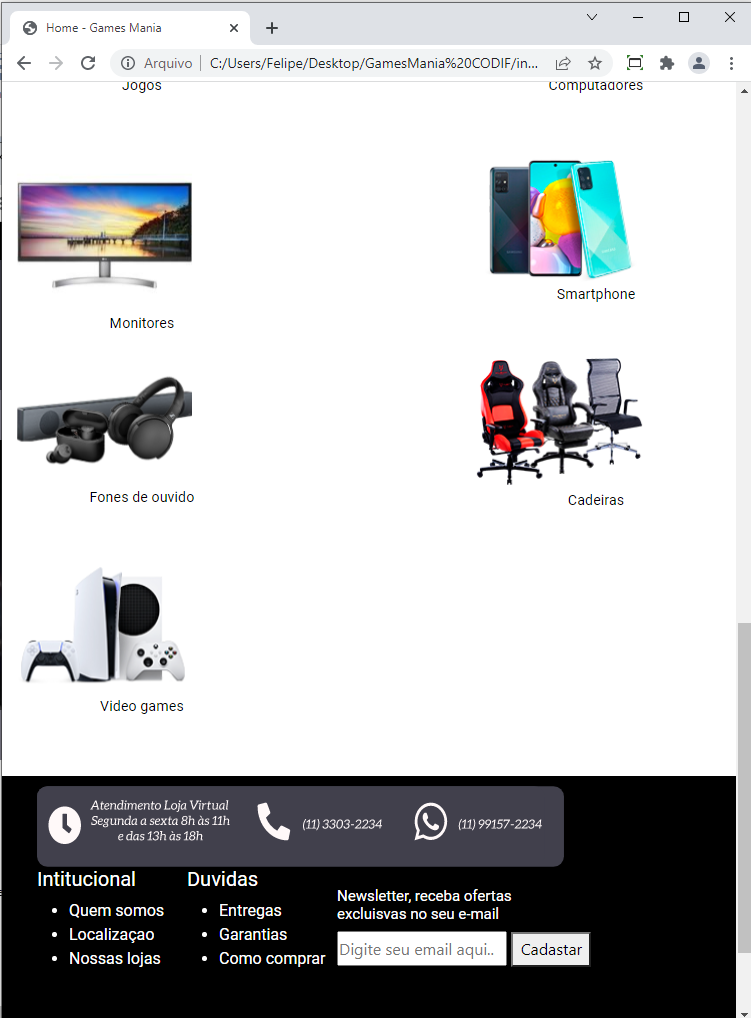 Home - Games Mania
Arquivo | C:/Users/Felipe/Desktop/GamesMania%20CODIF/in...
Jogos
Computadores
Smartphone
Monitores
Fones de ouvido
Cadeiras
Video games
Atendimento Loja Virtual
Segunda a sexta 8h às 11h
e das 13h às 18h
(11) 3303-2234
(11) 99157-2234
Intitucional
Quem somos
Localizaçao
Nossas lojas
Duvidas
Entregas
Garantias
Como comprar
Newsletter, receba ofertas
excluisvas no seu e-mail
Digite seu email aqui..
Cadastar